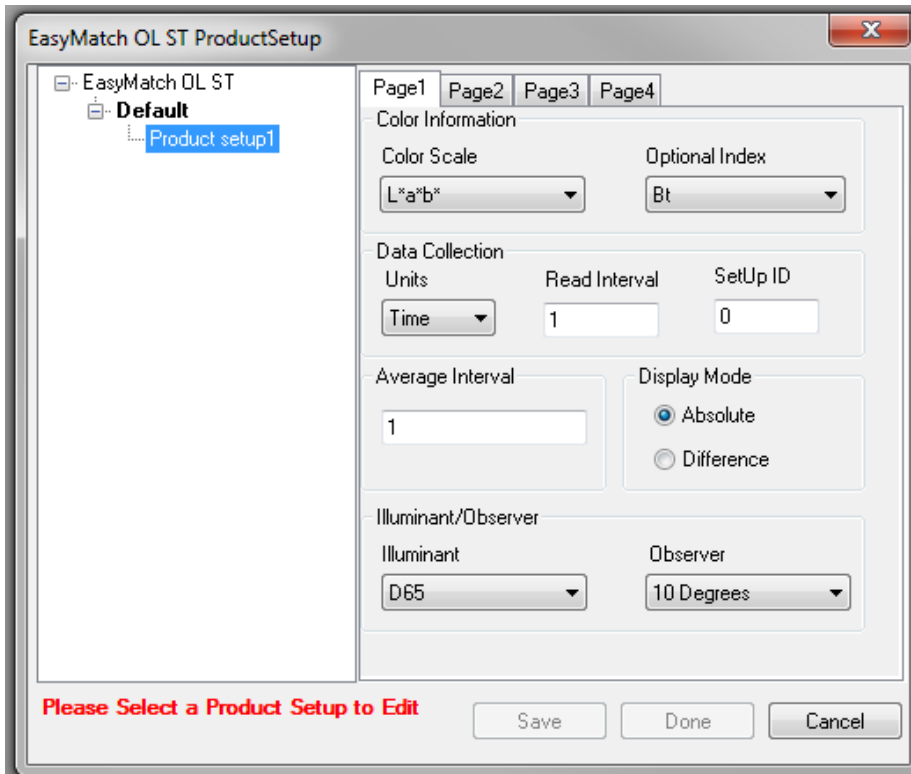 EasyMatch OL ST ProductSetup
EasyMatch OL ST
Default
Product setup1
Page1 Page2 Page3 Page4
Color Information
Color Scale Optional Index
L*a*b* Bt
Data Collection
Units Read Interval SetUp ID
Time 1 0
Average Interval Display Mode
1 Absolute
Difference
Illuminant/Observer
Illuminant Observer
D65 10 Degrees
Please Select a Product Setup to Edit
Save Done Cancel